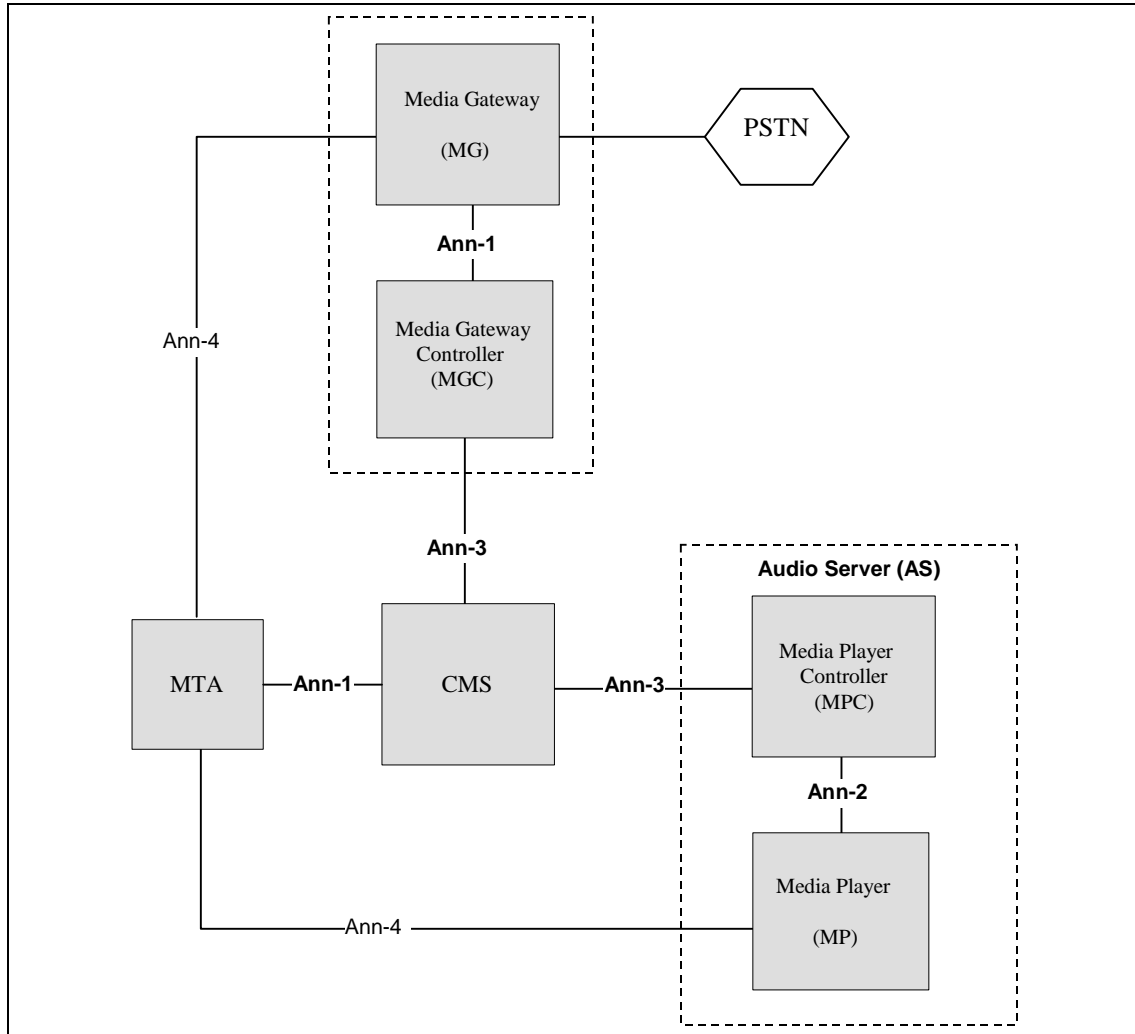 Media Gateway
(MG)
PSTN
Ann-1
Media Gateway
Controller
(MGC)
Ann-4
Ann-3
Audio Server (AS)
MTA
Ann-1
CMS
Ann-3
Media Player
Controller
(MPC)
Ann-2
Media Player
(MP)
Ann-4